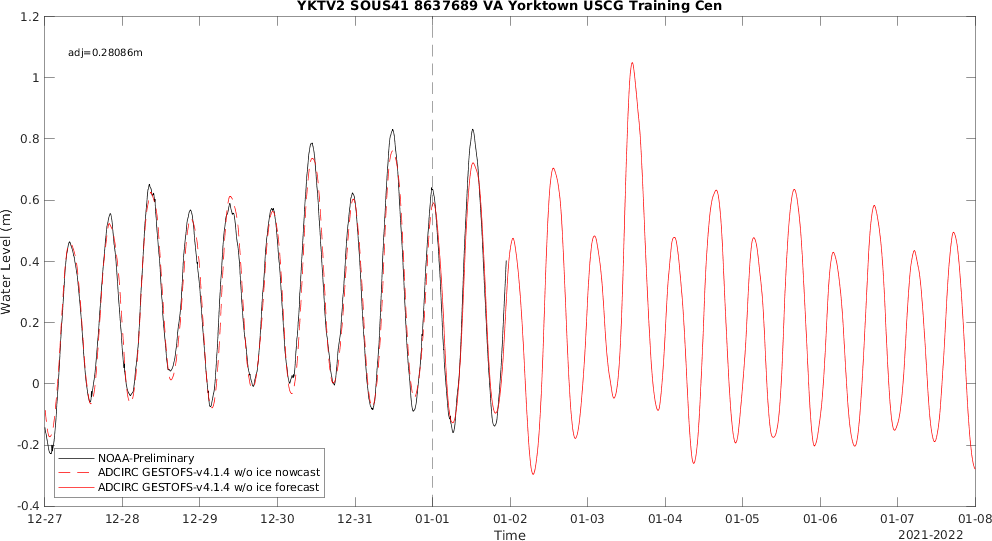 YKTV2 SOUS41 8637689 VA Yorktown USCG Training Cen
adj=0.28086m
Water Level (m)
1.2
1
0.8
0.6
0.4
0.2
0
-0.2
-0.4
NOAA-Preliminary
ADCIRC GESTOFS-v4.1.4 w/o ice nowcast
ADCIRC GESTOFS-v4.1.4 w/o ice forecast
12-27 12-28 12-29 12-30 12-31 01-01 01-02 01-03 01-04 01-05 01-06 01-07 01-08
Time
2021-2022